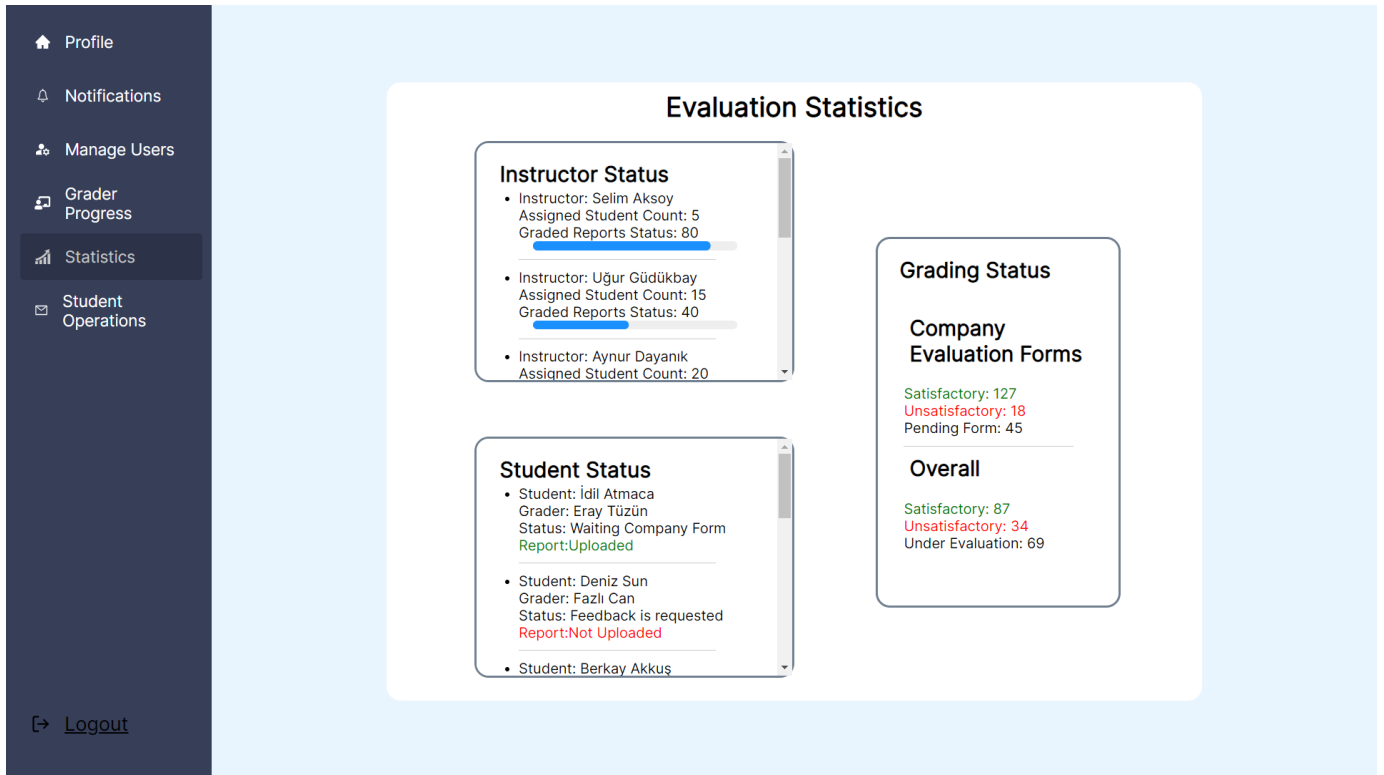 Profile
Notifications
Manage Users
Grader
Progress
Statistics
Student
Operations
Logout
Evaluation Statistics
Instructor Status
Instructor: Selim Aksoy
Assigned Student Count: 5
Graded Reports Status: 80
Instructor: Uğur Güdükbay
Assigned Student Count: 15
Graded Reports Status: 40
Instructor: Aynur Dayanık
Assigned Student Count: 20
Student Status
Student: İdil Atmaca
Grader: Eray Tüzün
Status: Waiting Company Form
Report:Uploaded
Student: Deniz Sun
Grader: Fazlı Can
Status: Feedback is requested
Report:Not Uploaded
Student: Berkay Akkuş
Grading Status
Company
Evaluation Forms
Satisfactory: 127
Unsatisfactory: 18
Pending Form: 45
Overall
Satisfactory: 87
Unsatisfactory: 34
Under Evaluation: 69